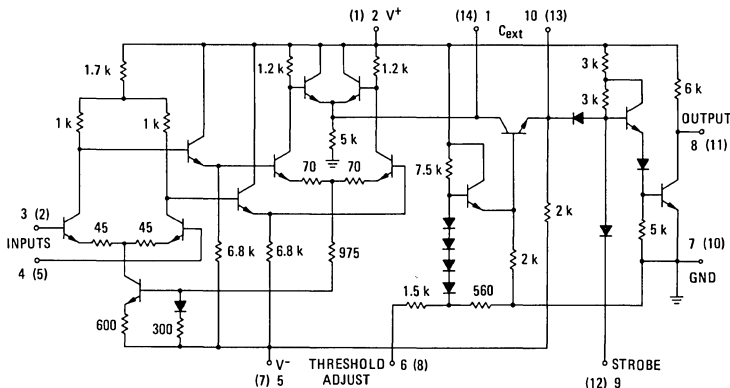 (1) 2 V+
(14) 1
10 (13)
Cext
1.7 k
1.2 k
1.2 k
3 k
3 k
6 k
1 k
1 k
5 k
OUTPUT
8 (11)
70
70
7.5 k
3 (2)
INPUTS
4 (5)
45
45
6.8 k
6.8 k
975
2 k
2 k
5 k
7 (10)
GND
1.5 k
560
600
300
V-
(7) 5
THRESHOLD
ADJUST
6 (8)
STROBE
(12) 9